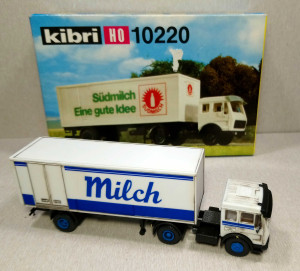 kibri H0 10220
Südmilch
Eine gute Idee
Milch